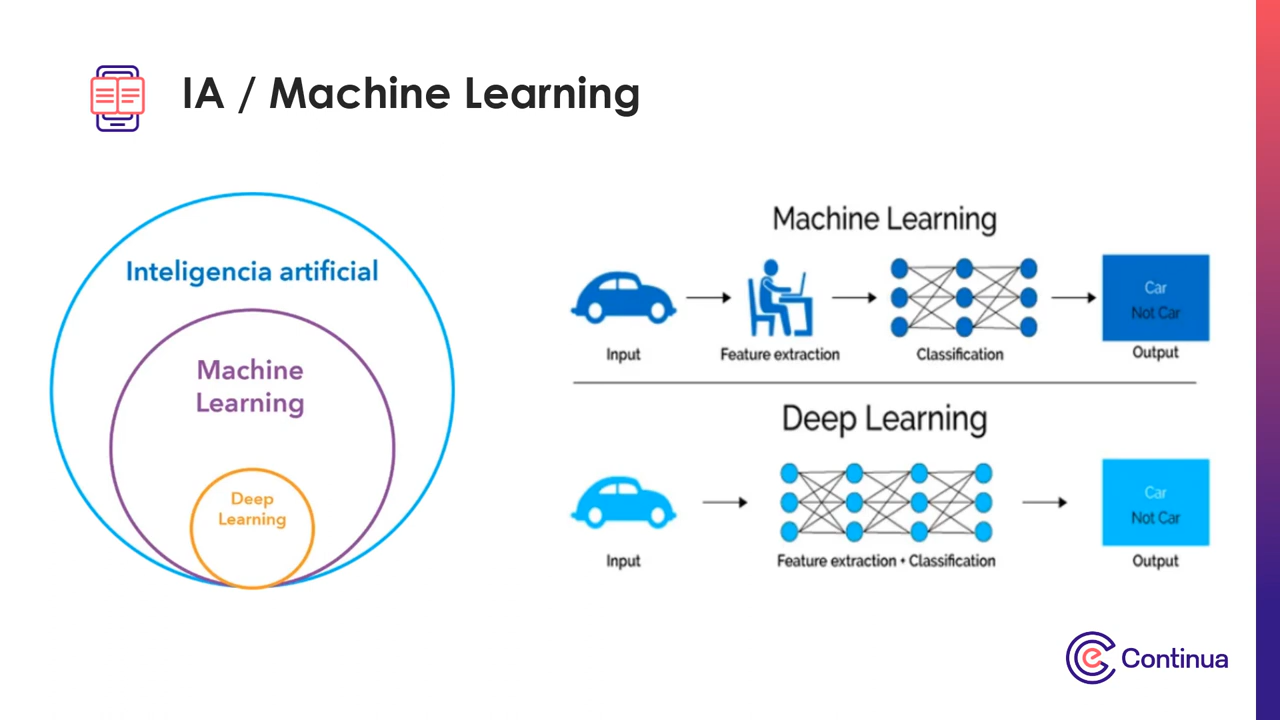 IA / Machine Learning
Inteligencia artificial
Machine
Learning
Deep
Learning
Machine Learning
Input
Feature extraction
Classification
Car
Not Car
Output
Deep Learning
Input
Feature extraction + Classification
Car
Not Car
Output
e Continua